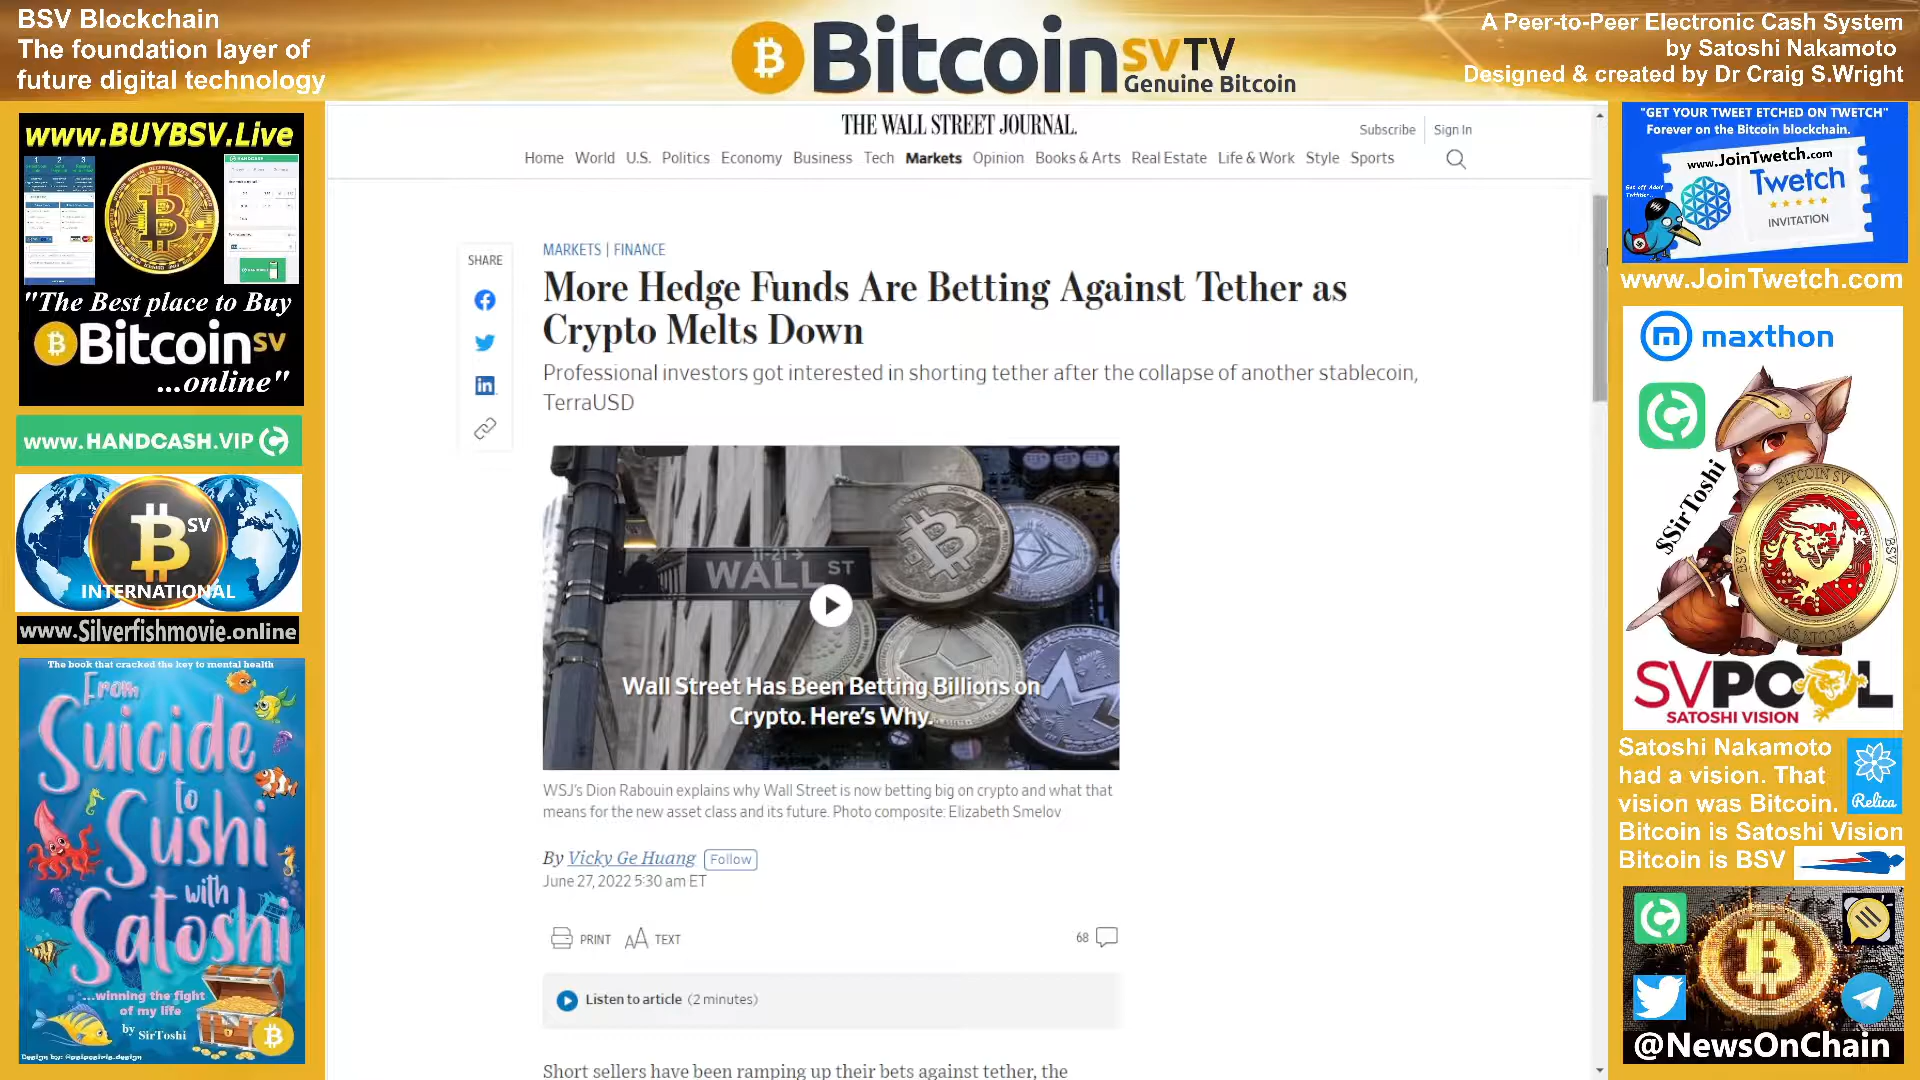 BSV Blockchain
The foundation layer of
future digital technology
Bitcoin SVTV
Genuine Bitcoin
A Peer-to-Peer Electronic Cash System
by Satoshi Nakamoto
Designed & created by Dr Craig S.Wright
www.BUYBSV.Live
"The Best place to Buy
Bitcoin SV
...online"
www.HANDCASH.VIP
SV
INTERNATIONAL
www.Silverfishmovie.online
The book that cracked the key to mental health
From
Suicide
to
Sushi
with
Satoshi
...winning the fight
of my life
by SirToshi
THE WALL STREET JOURNAL.
Subscribe
Sign In
Home World U.S. Politics Economy Business Tech Markets Opinion Books & Arts Real Estate Life & Work Style Sports
SHARE
MARKETS | FINANCE
More Hedge Funds Are Betting Against Tether as
Crypto Melts Down
Professional investors got interested in shorting tether after the collapse of another stablecoin,
TerraUSD
11-21
WALL ST
Wall Street Has Been Betting Billions on
Crypto. Here's Why.
WSJ's Dion Rabouin explains why Wall Street is now betting big on crypto and what that
means for the new asset class and its future. Photo composite: Elizabeth Smelov
By Vicky Ge Huang Follow
June 27, 2022 5:30 am ET
PRINT
TEXT
68
Listen to article (2 minutes)
Short sellers have been ramping up their bets against tether, the
"GET YOUR TWEET ETCHED ON TWETCH"
Forever on the Bitcoin blockchain.
www.JoinTwetch.com
Twetch
INVITATION
www.JoinTwetch.com
maxthon
$SirToshi
BITCOIN SV
BSV
BSV
SVPOOL
SATOSHI VISION
Satoshi Nakamoto
had a vision. That
vision was Bitcoin.
Relica
Bitcoin is Satoshi Vision
Bitcoin is BSV
@NewsOnChain